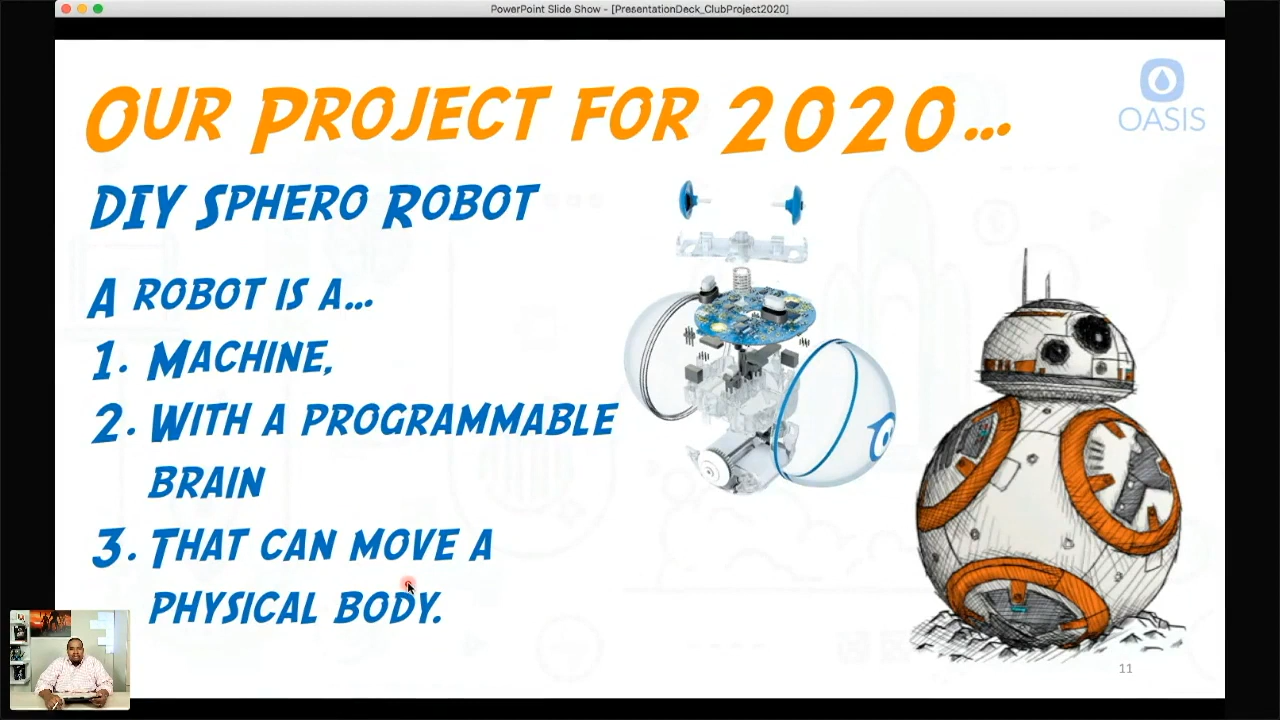 PowerPoint Slide Show - [PresentationDeck_ClubProject2020]
OUR PROJECT FOR 2020...
OASIS
DIY SPHERO ROBOT
A ROBOT IS A...
1. MACHINE,
2. WITH A PROGRAMMABLE
BRAIN
3. THAT CAN MOVE A
PHYSICAL BODY.
11